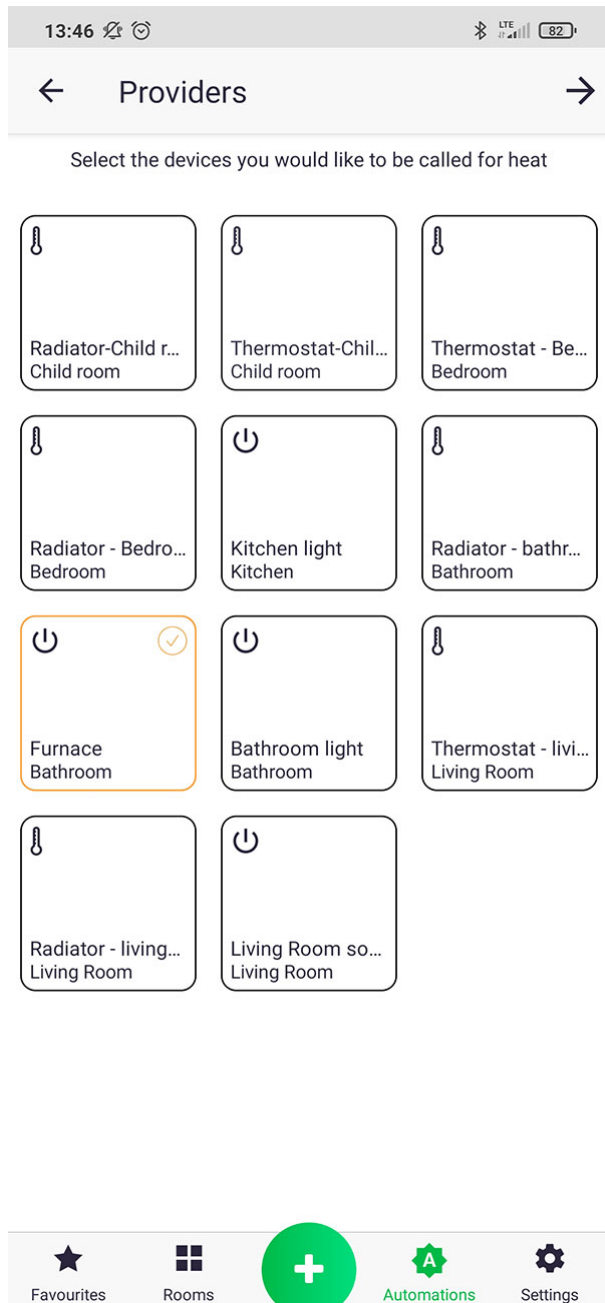 13:46
LTE
82
Providers
Select the devices you would like to be called for heat
Radiator-Child r...
Child room
Thermostat-Chil...
Child room
Thermostat - Be...
Bedroom
Radiator - Bedro...
Bedroom
Kitchen light
Kitchen
Radiator - bathr...
Bathroom
Furnace
Bathroom
Bathroom light
Bathroom
Thermostat - livi...
Living Room
Radiator - living...
Living Room
Living Room so...
Living Room
A
Favourites
Rooms
Automations
Settings